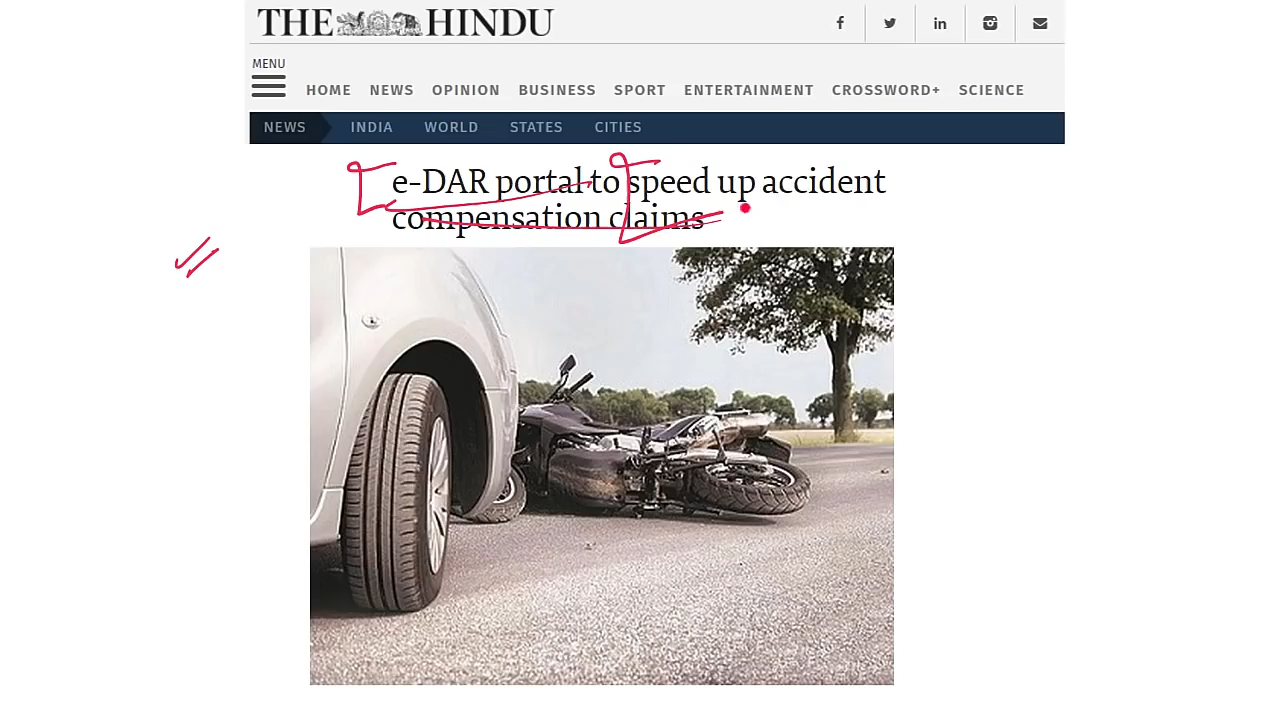 THE HINDU
MENU
HOME NEWS OPINION BUSINESS SPORT ENTERTAINMENT CROSSWORD+ SCIENCE
NEWS INDIA WORLD STATES CITIES
e-DAR portal to speed up accident
compensation claims